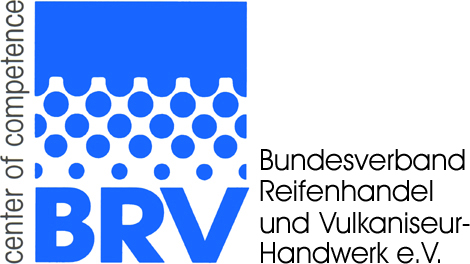 center of competence
BRV
Bundesverband
Reifenhandel
und Vulkaniseur-
Handwerk e.V.